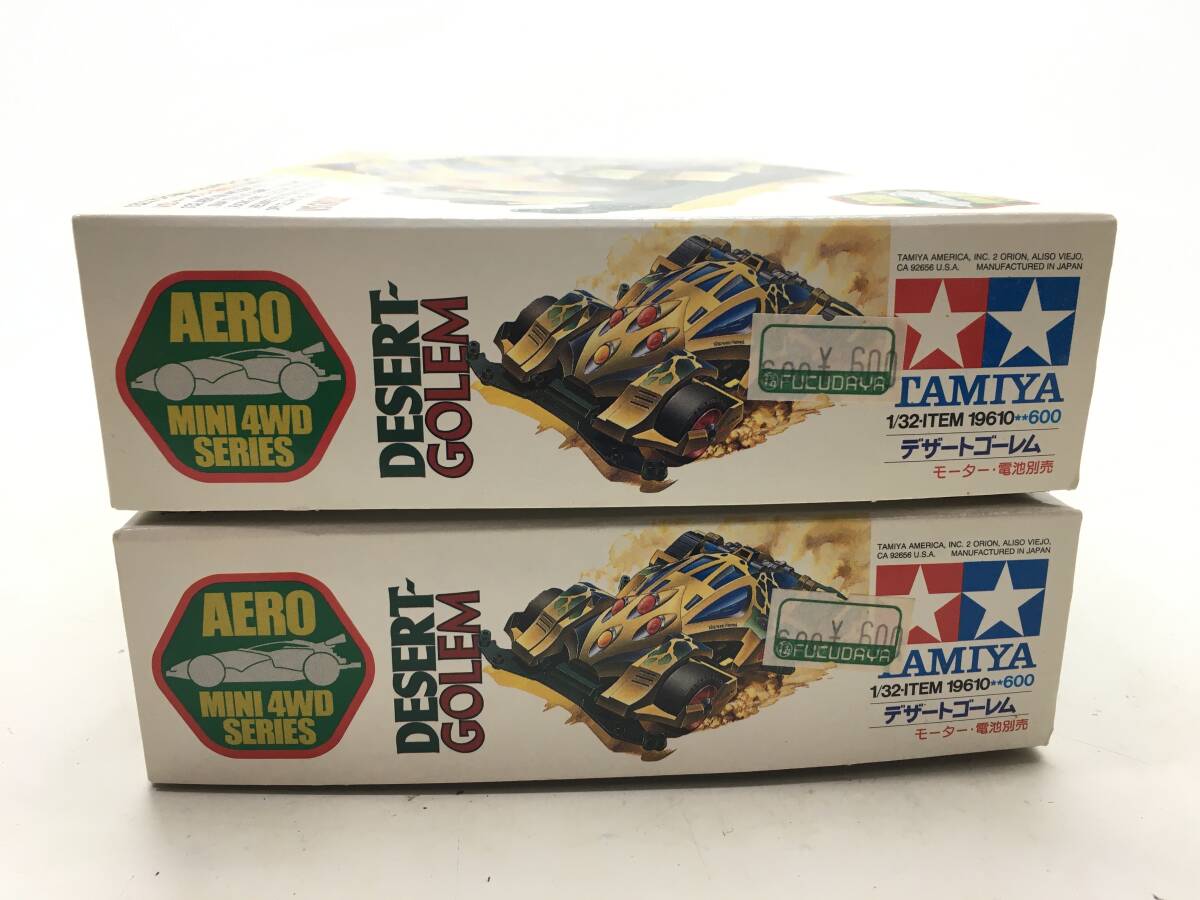 AERO
MINI 4WD
SERIES
DESERT
GOLEM
TAMIYA AMERICA, INC. 2 ORION, ALISO VIEJO,
CA 92656 U.S.A. MANUFACTURED IN JAPAN
¥ 600
FUCUDAYA
TAMIYA
1/32·ITEM 19610**600
デザートゴーレム
モーター・電池別売
AERO
MINI 4WD
SERIES
DESERT
GOLEM
TAMIYA AMERICA, INC. 2 ORION, ALISO VIEJO,
CA 92656 U.S.A. MANUFACTURED IN JAPAN
¥ 600
FUCUDAYA
AMIYA
1/32·ITEM 19610**600
デザートゴーレム
モーター・電池別売